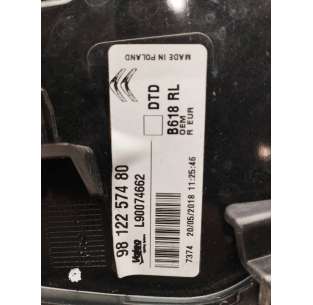 MADE IN POLAND
DTD
B618 RL
OEM
R EUR
98 122 574 80
L90074662
Valeo
7374 20/05/2018 11:25:46